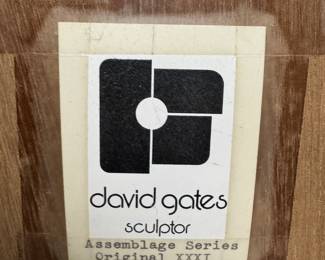 david gates
sculptor
Assemblage Series
Original XXXI